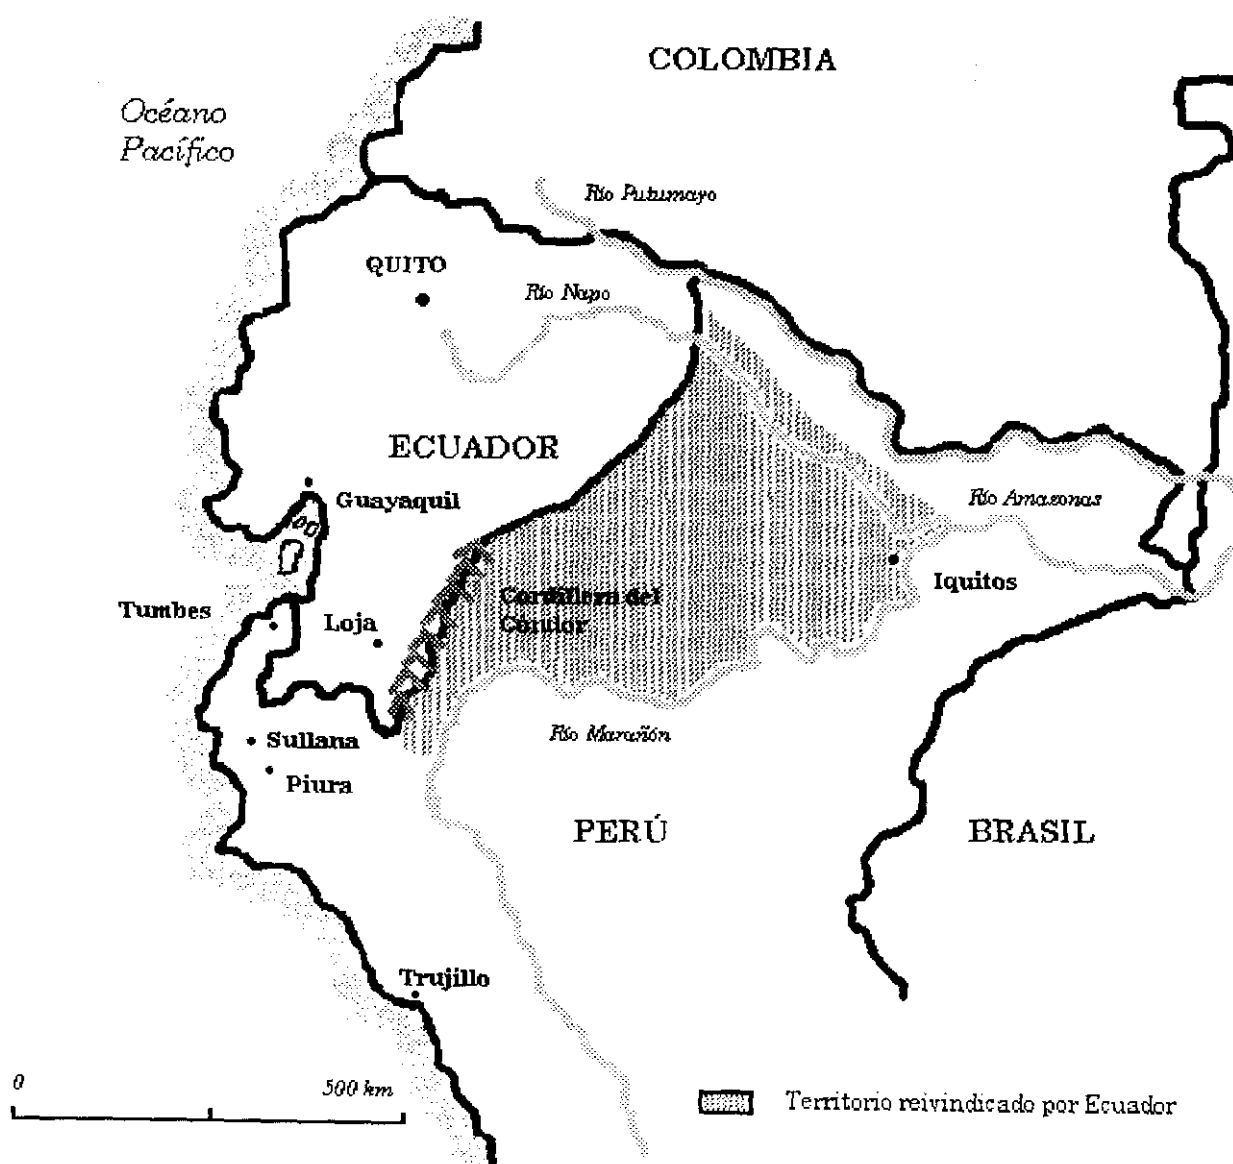 COLOMBIA
Océano
Pacífico
Río Putumayo
QUITO
Río Napo
ECUADOR
Guayaquil
Río Amazonas
Iquitos
Tumbes
Loja
Cordillera del
Cóndor
Río Marañón
Sullana
Piura
PERÚ
BRASIL
Trujillo
0
500 km
Territorio reivindicado por Ecuador